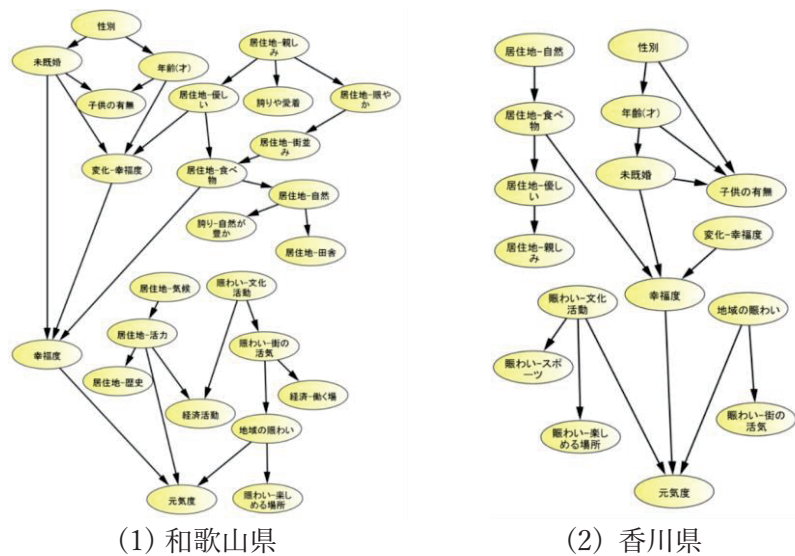 性別
未既婚
年齢(才)
子供の有無
居住地-親し
み
居住地-優し
い
誇りや愛着
居住地-賑や
か
居住地-街並
み
変化-幸福度
居住地-食べ
物
居住地-自然
誇り-自然が
豊か
居住地-田舎
居住地-気候
賑わい-文化
活動
居住地-活力
賑わい-街の
活気
幸福度
居住地-歴史
経済-働く場
経済活動
地域の賑わい
元気度
賑わい-楽し
める場所
(1) 和歌山県
居住地-自然
性別
居住地-食べ
物
年齢(才)
未既婚
居住地-優し
い
子供の有無
居住地-親し
み
変化-幸福度
幸福度
賑わい-文化
活動
地域の賑わい
賑わい-スポ
ーツ
賑わい-楽し
める場所
賑わい-街の
活気
元気度
(2) 香川県